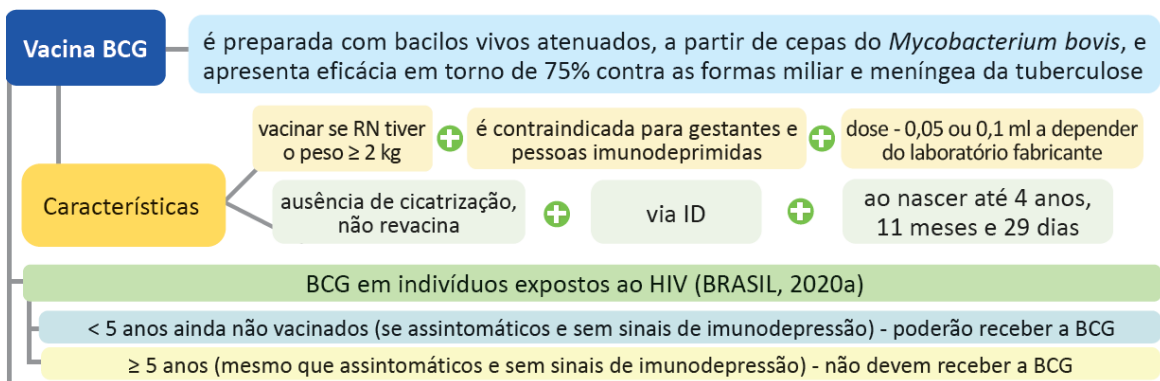 Vacina BCG
é preparada com bacilos vivos atenuados, a partir de cepas do Mycobacterium bovis, e
apresenta eficácia em torno de 75% contra as formas miliar e meníngea da tuberculose
Características
vacinar se RN tiver
o peso ≥ 2 kg
é contraindicada para gestantes e
pessoas imunodeprimidas
dose - 0,05 ou 0,1 ml a depender
do laboratório fabricante
ausência de cicatrização,
não revacina
via ID
ao nascer até 4 anos,
11 meses e 29 dias
BCG em indivíduos expostos ao HIV (BRASIL, 2020a)
< 5 anos ainda não vacinados (se assintomáticos e sem sinais de imunodepressão) - poderão receber a BCG
≥ 5 anos (mesmo que assintomáticos e sem sinais de imunodepressão) - não devem receber a BCG